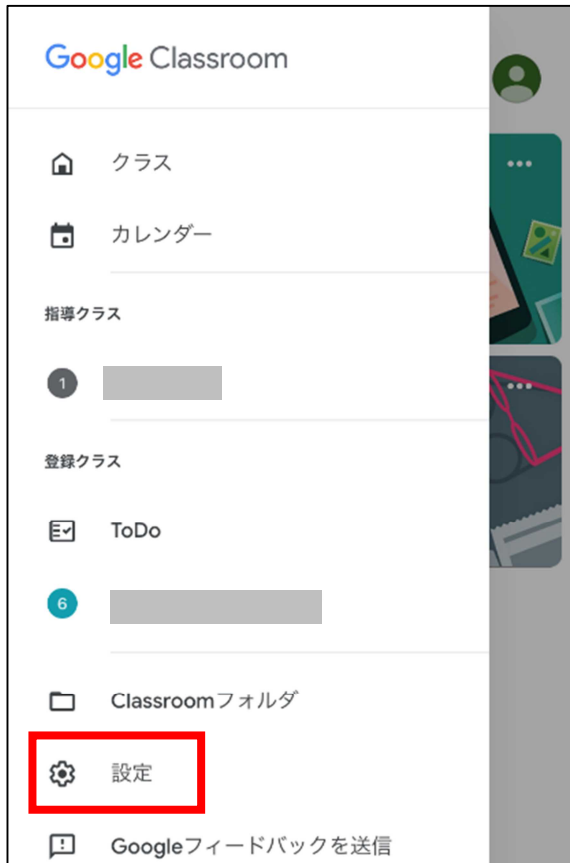 Google Classroom
クラス
カレンダー
指導クラス
1
登録クラス
ToDo
6
Classroomフォルダ
設定
Googleフィードバックを送信